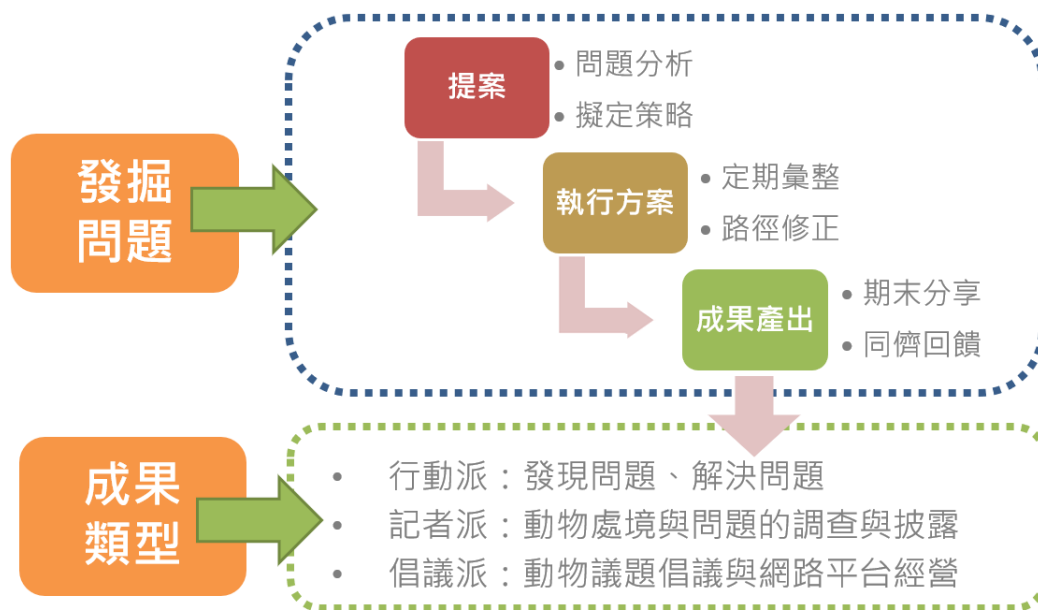 發掘
問題
提案
• 問題分析
• 擬定策略
執行方案
• 定期彙整
• 路徑修正
成果產出
• 期末分享
• 同儕回饋
成果
類型
• 行動派：發現問題、解決問題
• 記者派：動物處境與問題的調查與披露
• 倡議派：動物議題倡議與網路平台經營